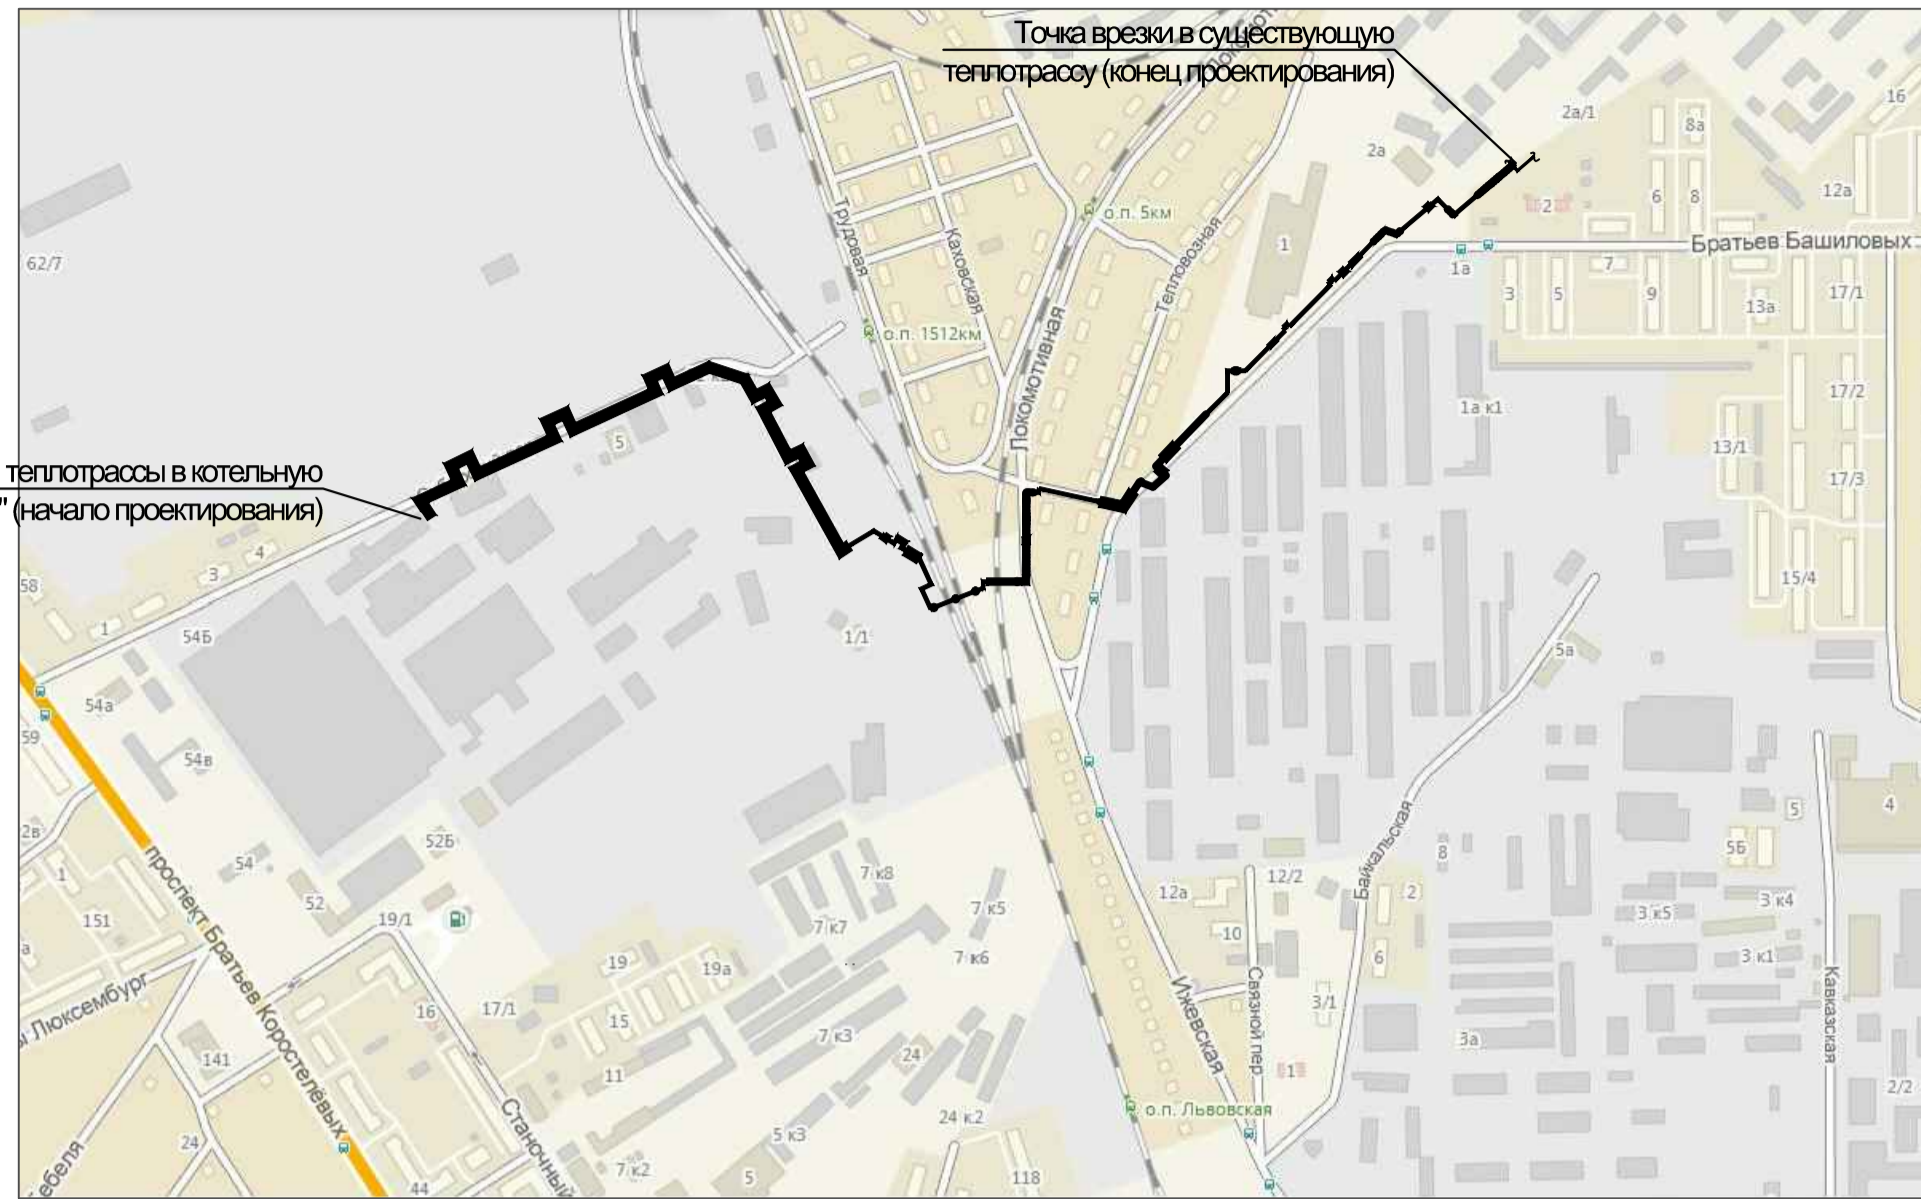 Точка врезки в существующую
теплотрассу (конец проектирования)
2а/1
16
8а
2а
6
8
12а
2
Трудовая
о.п. 5км
Братьев Башиловых
Каховская
Тепловозная
1
62/7
1а
7
3
5
9
17/1
13а
о.п. 1512км
Локомотивная
17/2
1а к1
5
13/1
теплотрассы в котельную
17/3
" (начало проектирования)
4
3
58
15/4
1
54Б
1/1
5а
54а
59
54в
5
4
2в
52Б
Байкальская
8
5Б
54
1
7 к8
12/2
52
12а
2
151
19/1
7 к5
3 к5
3 к4
7 к7
10
проспект Братьев Коростелёвых
19
19а
7 к6
6
3 к1
Люксембург
Ижевская
Связной пер
3/1
Кавказская
16
17/1
15
7 к3
3а
141
24
11
1
2/2
Станочный
о.п. Львовская
24 к.2
24
5 к3
7 к2
5
118
44